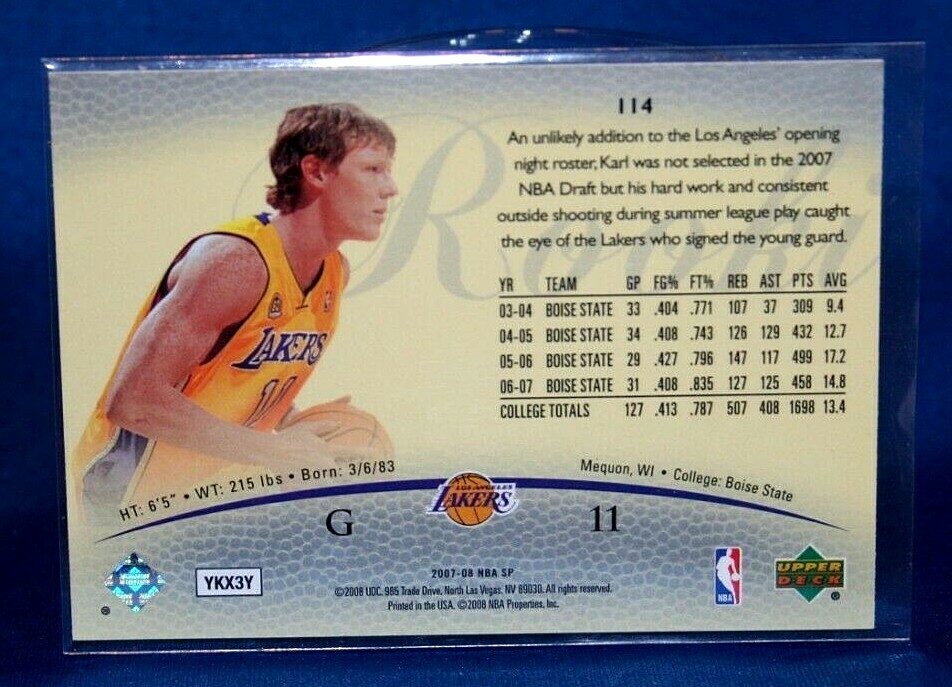 114
An unlikely addition to the Los Angeles' opening
night roster, Karl was not selected in the 2007
NBA Draft but his hard work and consistent
outside shooting during summer league play caught
the eye of the Lakers who signed the young guard.
YR TEAM GP FG% FT% REB AST PTS AVG
03-04 BOISE STATE 33 .404 .771 107 37 309 9.4
04-05 BOISE STATE 34 .408 .743 126 129 432 12.7
05-06 BOISE STATE 29 .427 .796 147 117 499 17.2
06-07 BOISE STATE 31 .408 .835 127 125 458 14.8
COLLEGE TOTALS 127 .413 .787 507 408 1698 13.4
Rooki
LAKERS
11
HT: 6'5" • WT: 215 lbs • Born: 3/6/83
Mequon, WI • College: Boise State
LOS ANGELES
LAKERS
G
11
YKX3Y
2007-08 NBA SP
©2008 UDC. 985 Trade Drive, North Las Vegas, NV 89030. All rights reserved.
Printed in the USA. ©2008 NBA Properties, Inc.
NBA
UPPER
DECK
®
®